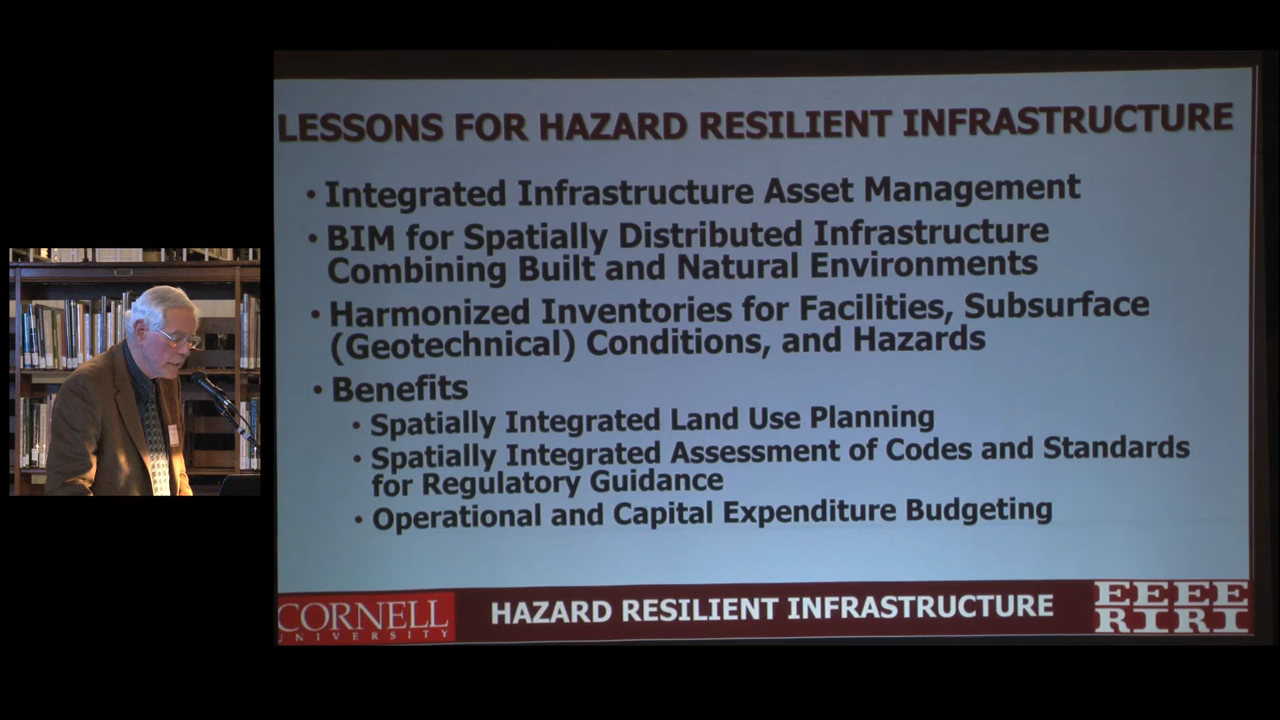 LESSONS FOR HAZARD RESILIENT INFRASTRUCTURE
• Integrated Infrastructure Asset Management
• BIM for Spatially Distributed Infrastructure
Combining Built and Natural Environments
• Harmonized Inventories for Facilities, Subsurface
(Geotechnical) Conditions, and Hazards
• Benefits
• Spatially Integrated Land Use Planning
• Spatially Integrated Assessment of Codes and Standards
for Regulatory Guidance
• Operational and Capital Expenditure Budgeting
CORNELL
UNIVERSITY
HAZARD RESILIENT INFRASTRUCTURE
EEEE
RIRI